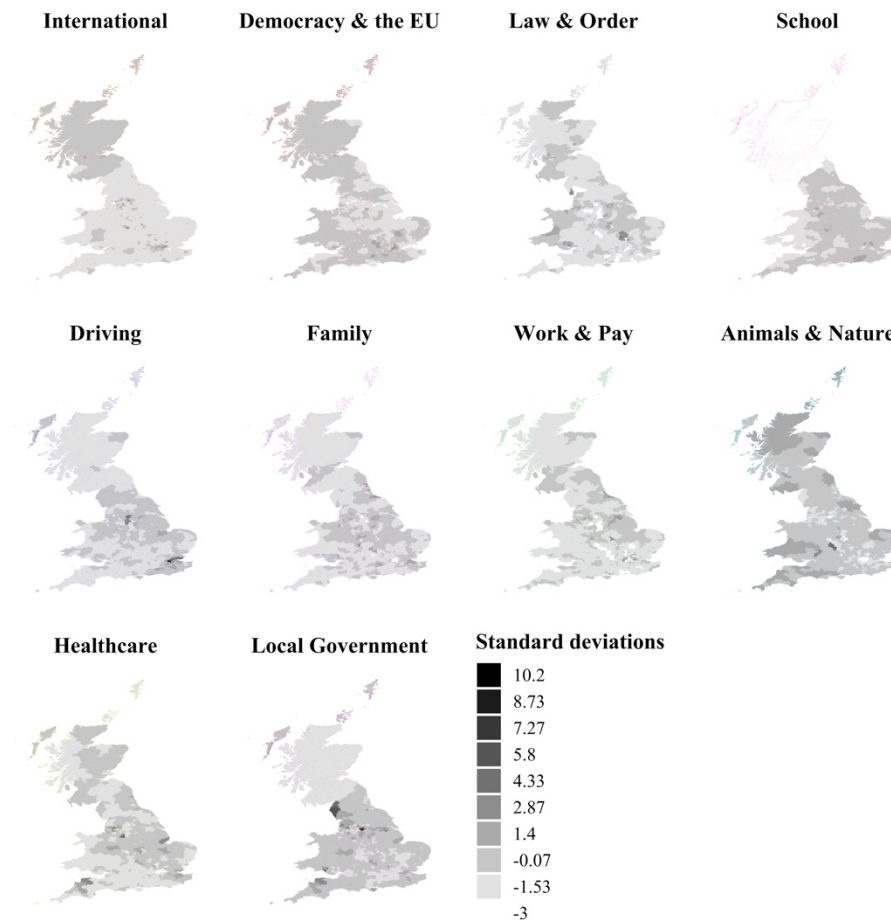 International
Democracy & the EU
Law & Order
School
Driving
Family
Work & Pay
Animals & Nature
Healthcare
Local Government
Standard deviations
10.2
8.73
7.27
5.8
4.33
2.87
1.4
-0.07
-1.53
-3